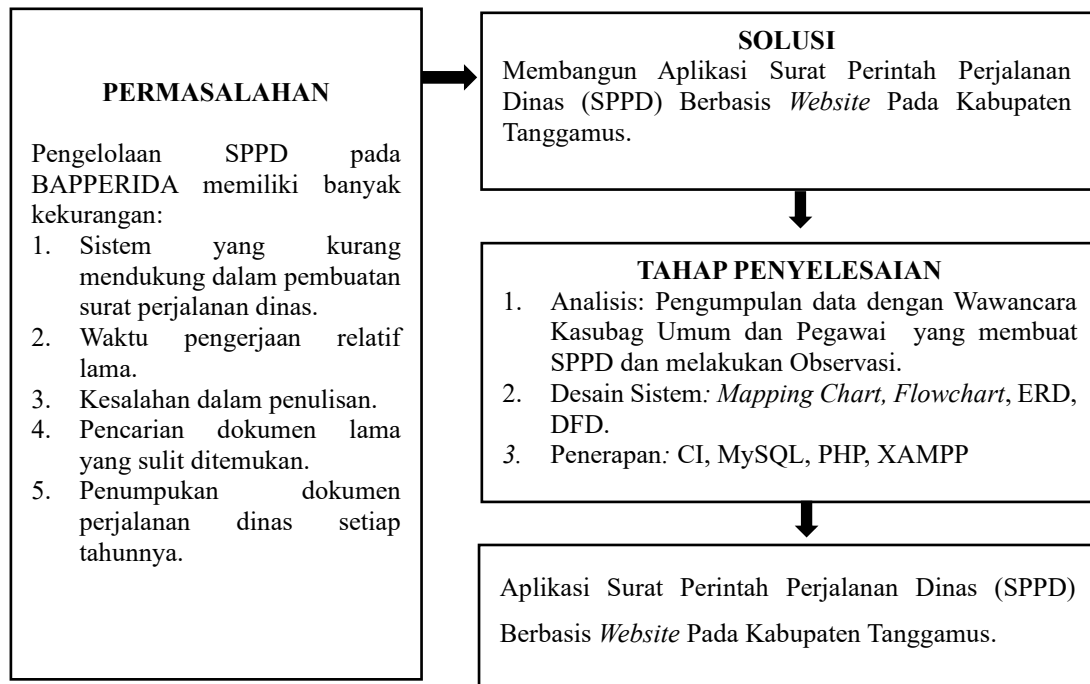 PERMASALAHAN
Pengelolaan SPPD pada
BAPPERIDA memiliki banyak
kekurangan:
1. Sistem yang kurang
mendukung dalam pembuatan
surat perjalanan dinas.
2. Waktu pengerjaan relatif
lama.
3. Kesalahan dalam penulisan.
4. Pencarian dokumen lama
yang sulit ditemukan.
5. Penumpukan dokumen
perjalanan dinas setiap
tahunnya.
SOLUSI
Membangun Aplikasi Surat Perintah Perjalanan
Dinas (SPPD) Berbasis Website Pada Kabupaten
Tanggamus.
TAHAP PENYELESAIAN
1. Analisis: Pengumpulan data dengan Wawancara
Kasubag Umum dan Pegawai yang membuat
SPPD dan melakukan Observasi.
2. Desain Sistem: Mapping Chart, Flowchart, ERD,
DFD.
3. Penerapan: CI, MySQL, PHP, XAMPP
Aplikasi Surat Perintah Perjalanan Dinas (SPPD)
Berbasis Website Pada Kabupaten Tanggamus.